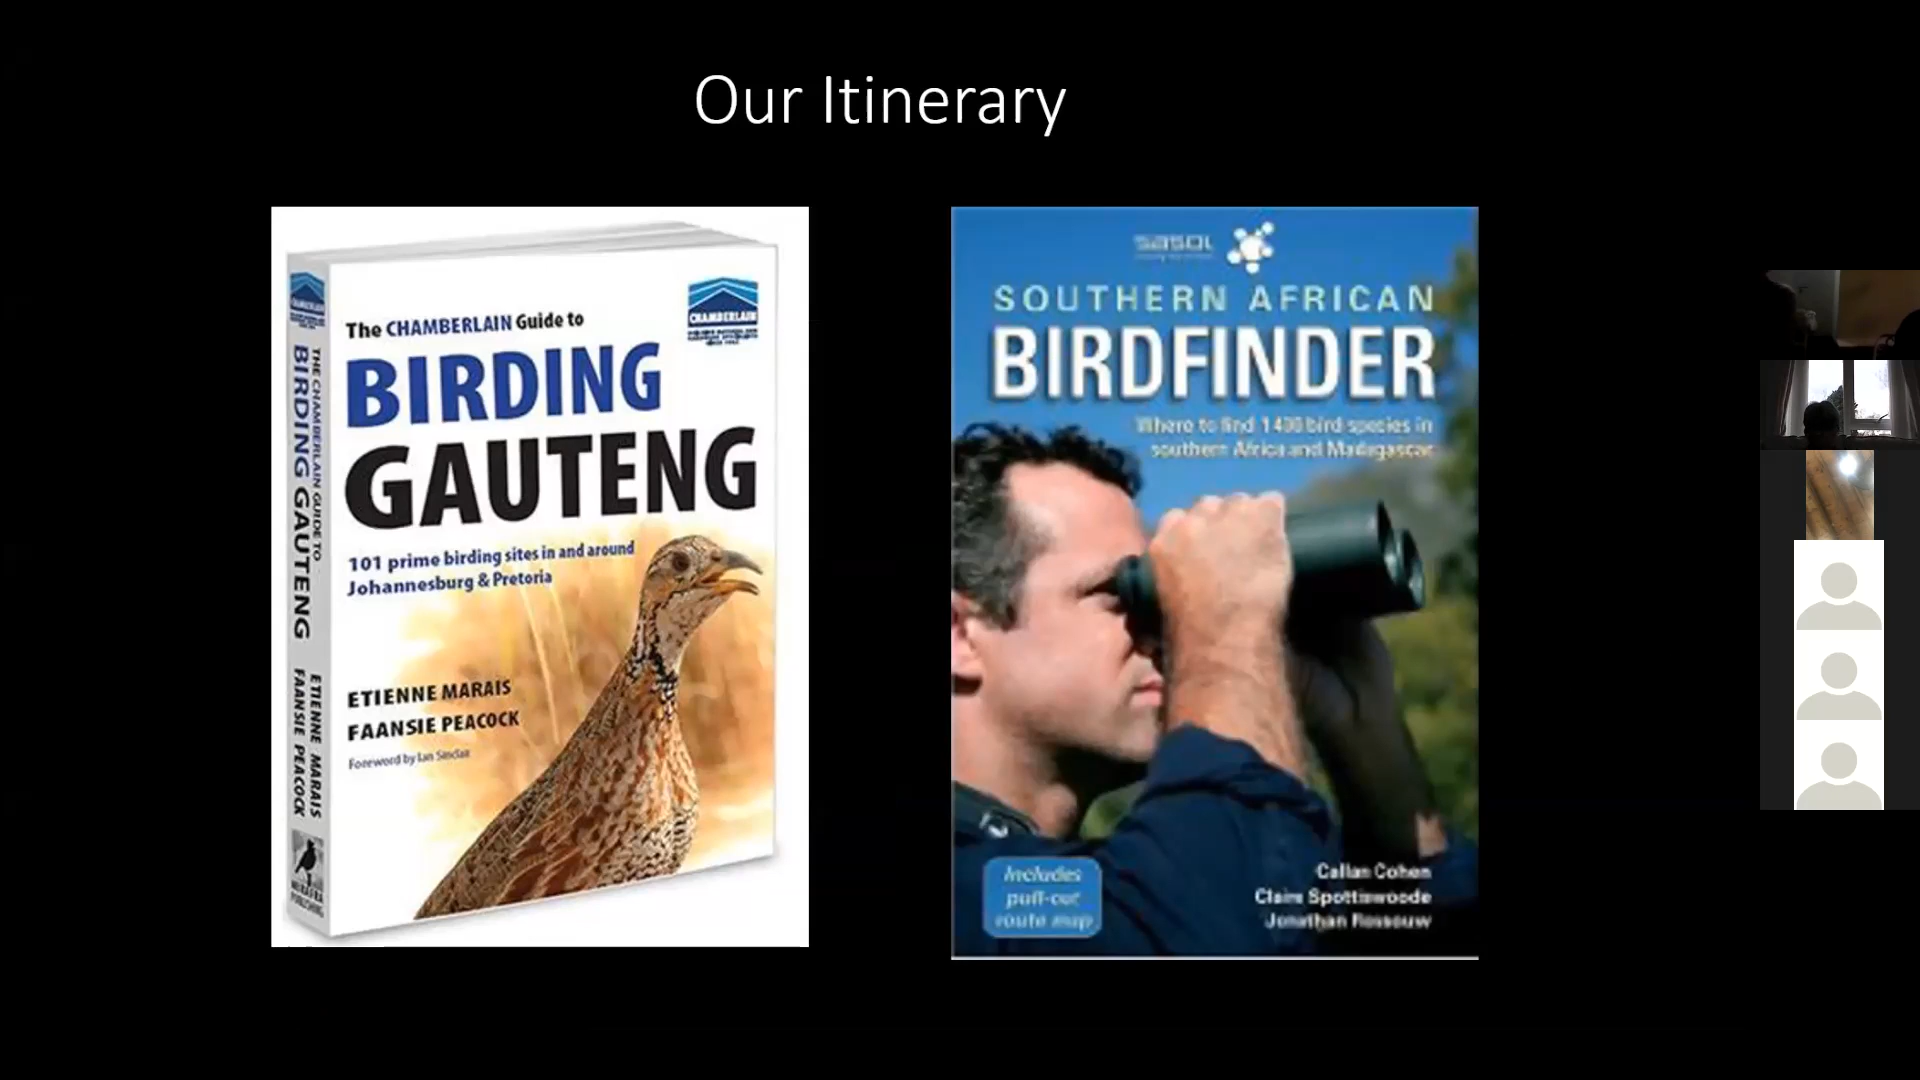 Our Itinerary
CHAMBERLAIN
THE CHAMBERLAIN GUIDE TO
BIRDING GAUTENG
ETIENNE MARAIS
FAANSIE PEACOCK
The CHAMBERLAIN Guide to
CHAMBERLAIN
BIRDING
GAUTENG
101 prime birding sites in and around
Johannesburg & Pretoria
ETIENNE MARAIS
FAANSIE PEACOCK
Foreword by Ian Sinclair
sasol
SOUTHERN AFRICAN
BIRDFINDER
Where to find 1400 bird species in
southern Africa and Madagascar
Includes
pull-out
route map
Callan Cohen
Claire Spottiswoode
Jonathan Rossouw